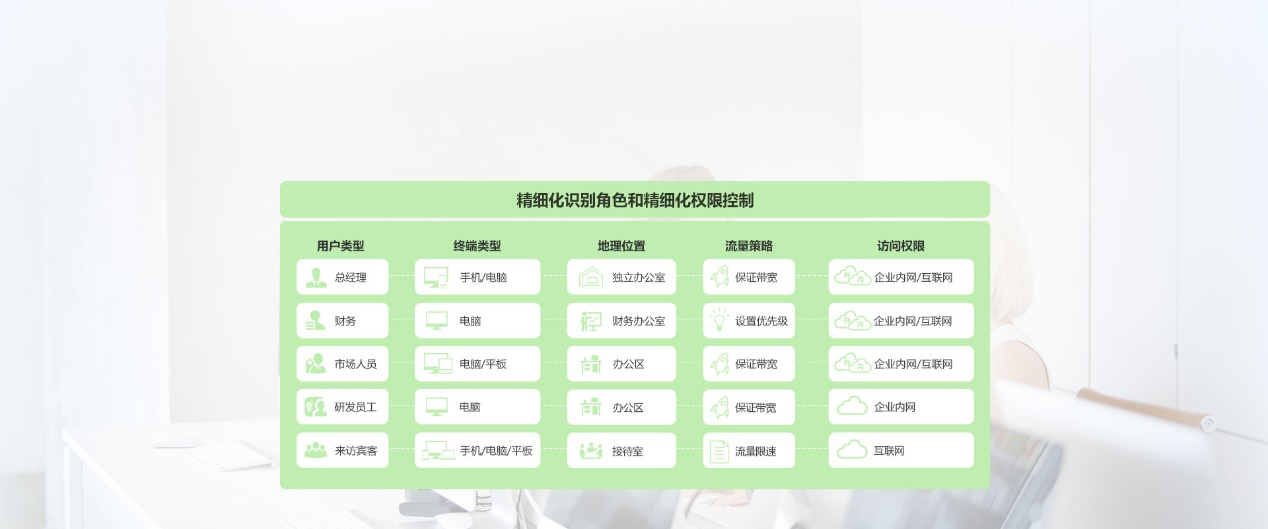 精细化识别角色和精细化权限控制
用户类型 终端类型 地理位置 流量策略 访问权限
总经理 手机/电脑 独立办公室 保证带宽 企业内网/互联网
财务 电脑 财务办公室 设置优先级 企业内网/互联网
市场人员 电脑/平板 办公区 保证带宽 企业内网/互联网
研发员工 电脑 办公区 保证带宽 企业内网
来访宾客 手机/电脑/平板 接待室 流量限速 互联网